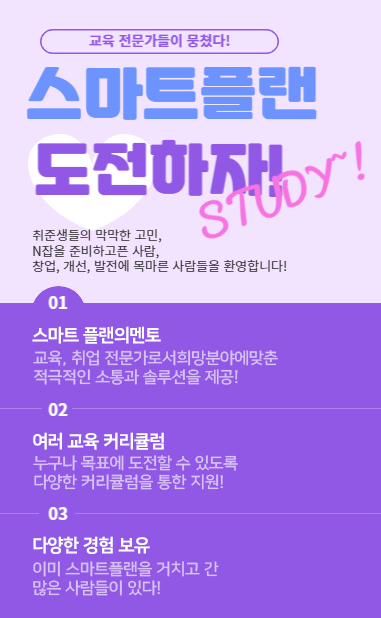 교육 전문가들이 뭉쳤다!
스마트플랜
도전하자!
STUDY~!
취준생들의 막막한 고민,
N잡을 준비하고픈 사람,
창업, 개선, 발전에 목마른 사람들을 환영합니다!
01
스마트 플랜의멘토
교육, 취업 전문가로서희망분야에맞춘
적극적인 소통과 솔루션을 제공!
02
여러 교육 커리큘럼
누구나 목표에 도전할 수 있도록
다양한 커리큘럼을 통한 지원!
03
다양한 경험 보유
이미 스마트플랜을 거치고 간
많은 사람들이 있다!